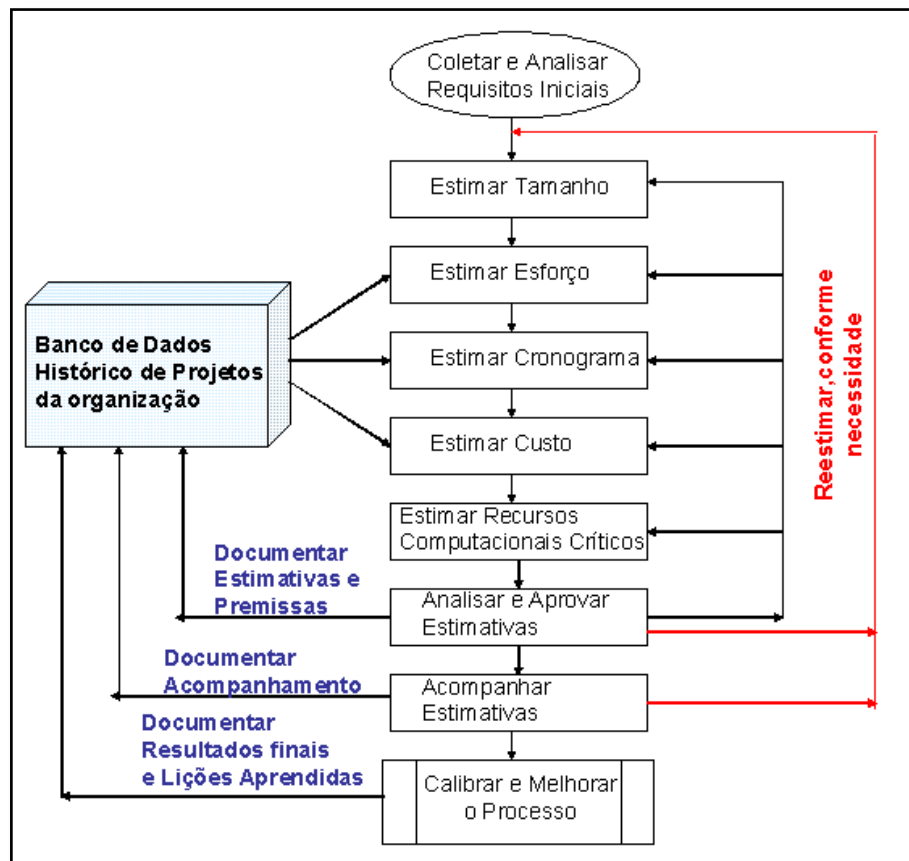 Coletar e Analisar
Requisitos Iniciais
Estimar Tamanho
Estimar Esforço
Banco de Dados
Histórico de Projetos
da organização
Estimar Cronograma
Estimar Custo
Estimar Recursos
Computacionais Críticos
Reestimar,conforme
necessidade
Documentar
Estimativas e
Premissas
Analisar e Aprovar
Estimativas
Documentar
Acompanhamento
Acompanhar
Estimativas
Documentar
Resultados finais
e Lições Aprendidas
Calibrar e Melhorar
o Processo